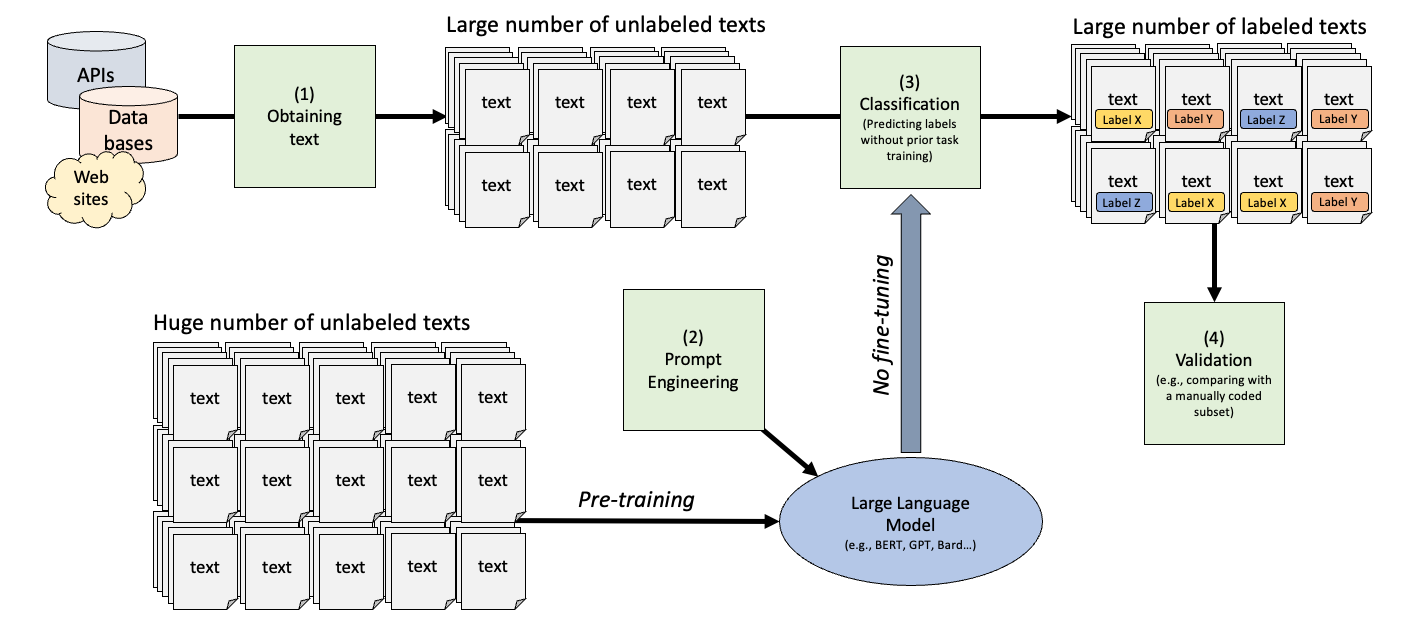 Large number of unlabeled texts
Large number of labeled texts
APIs
Data
bases
Web
sites
(1)
Obtaining
text
text text text text
text text text text
(3)
Classification
(Predicting labels
without prior task
training)
text text text text
Label X Label Y Label Z Label Y
text text text text
Label Z Label X Label X Label Y
No fine-tuning
Huge number of unlabeled texts
text text text text text
text text text text text
text text text text text
(2)
Prompt
Engineering
Pre-training
Large Language
Model
(e.g., BERT, GPT, Bard...)
(4)
Validation
(e.g., comparing with
a manually coded
subset)